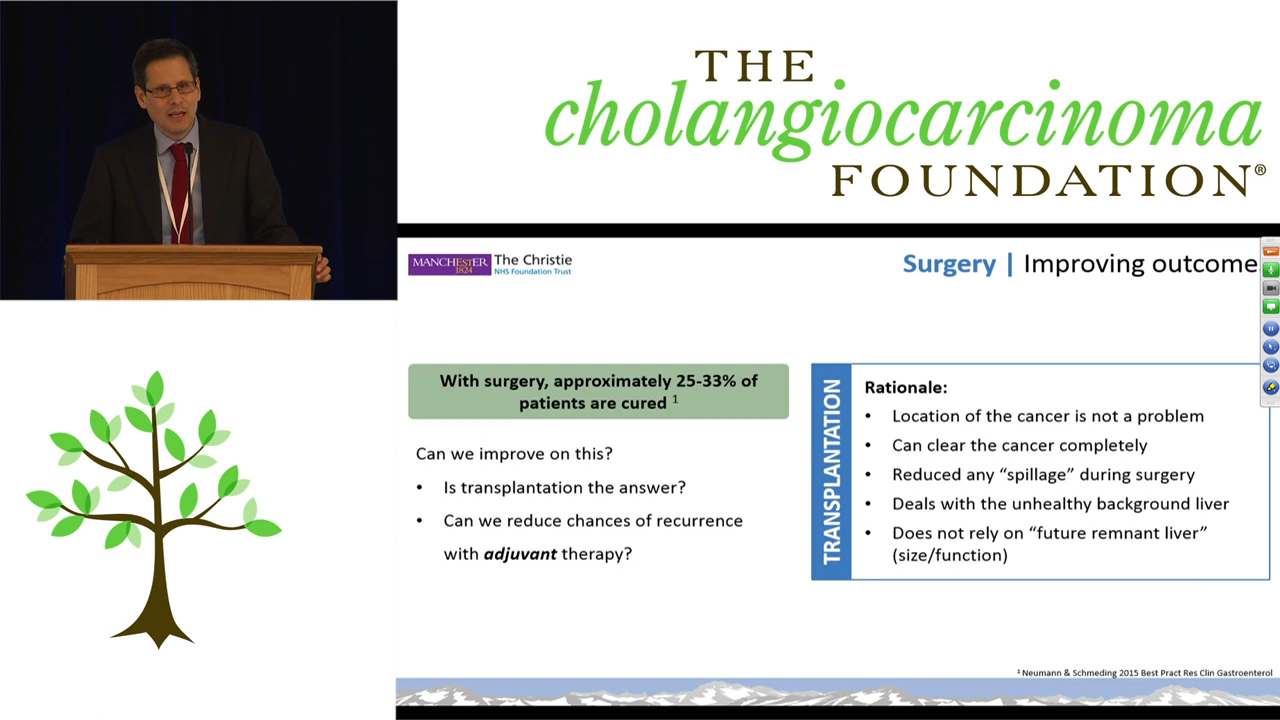 THE
cholangiocarcinoma
FOUNDATION®
MANCHESTER
1824
The Christie
NHS Foundation Trust
Surgery | Improving outcome
With surgery, approximately 25-33% of
patients are cured 1
Can we improve on this?
• Is transplantation the answer?
• Can we reduce chances of recurrence
with adjuvant therapy?
TRANSPLANTATION
Rationale:
• Location of the cancer is not a problem
• Can clear the cancer completely
• Reduced any “spillage” during surgery
• Deals with the unhealthy background liver
• Does not rely on “future remnant liver”
(size/function)
1 Neumann & Schmeding 2015 Best Pract Res Clin Gastroenterol